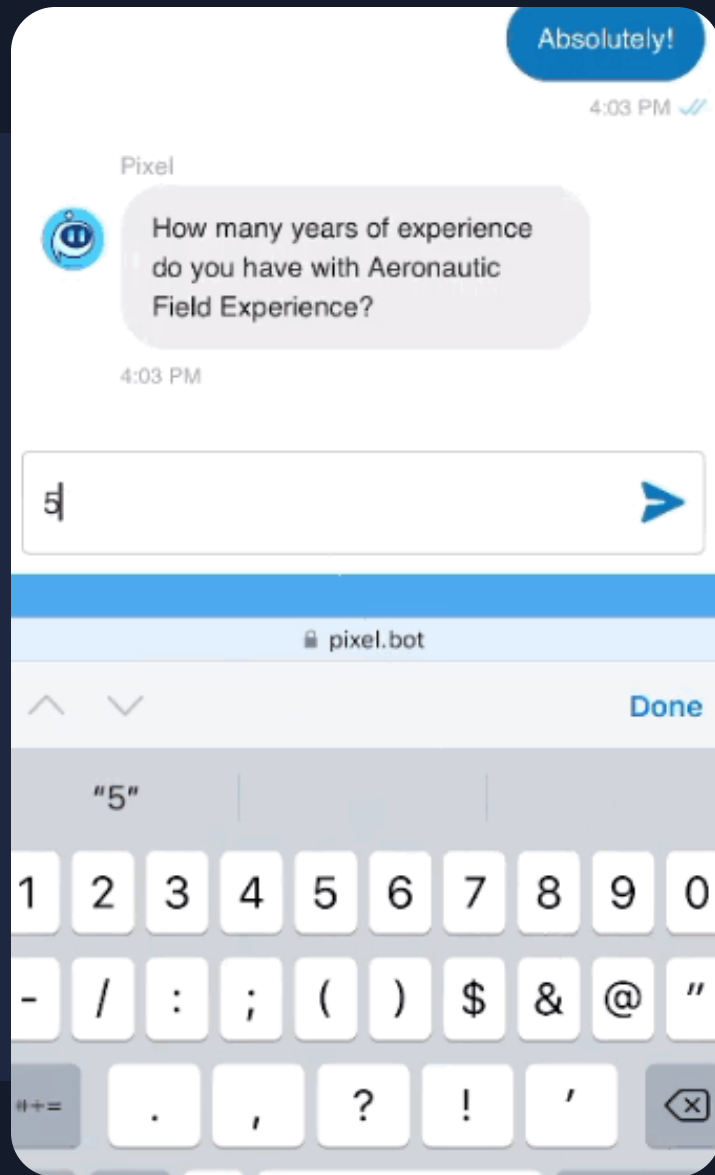 Absolutely!
4:03 PM
Pixel
How many years of experience
do you have with Aeronautic
Field Experience?
4:03 PM
5
pixel.bot
Done
"5"
1 2 3 4 5 6 7 8 9 0
- / : ; ( ) $ & @ "
#+=
. , ? ! '